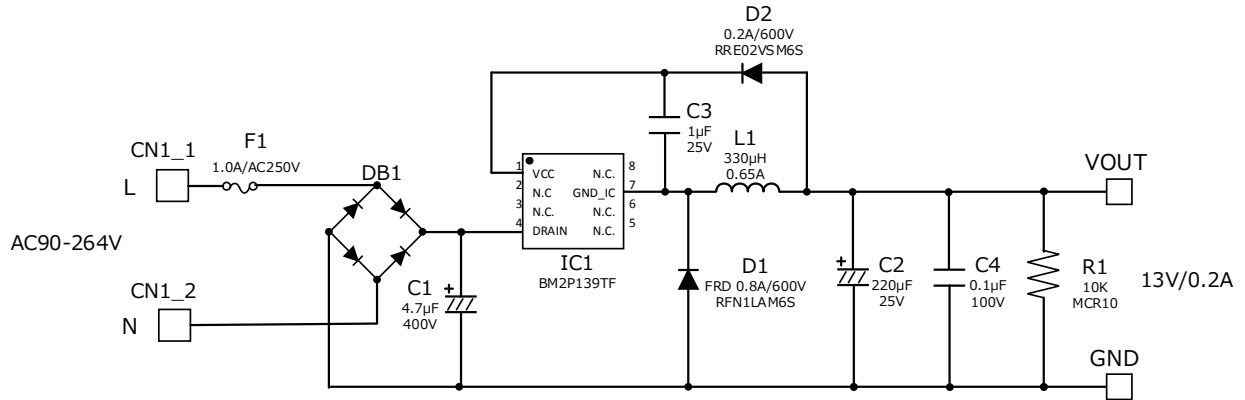 D2
0.2A/600V
RRE02VSM6S
C3
1µF
25V
L1
330µH
0.65A
F1
1.0A/AC250V
CN1_1
L
DB1
VOUT
1
VCC
N.C.
8
2
N.C
GND_IC
7
3
N.C.
N.C.
6
4
DRAIN
N.C.
5
IC1
BM2P139TF
AC90-264V
D1
FRD 0.8A/600V
RFN1LAM6S
C2
220µF
25V
C4
0.1µF
100V
R1
10K
MCR10
13V/0.2A
CN1_2
N
C1
4.7µF
400V
GND
+
+